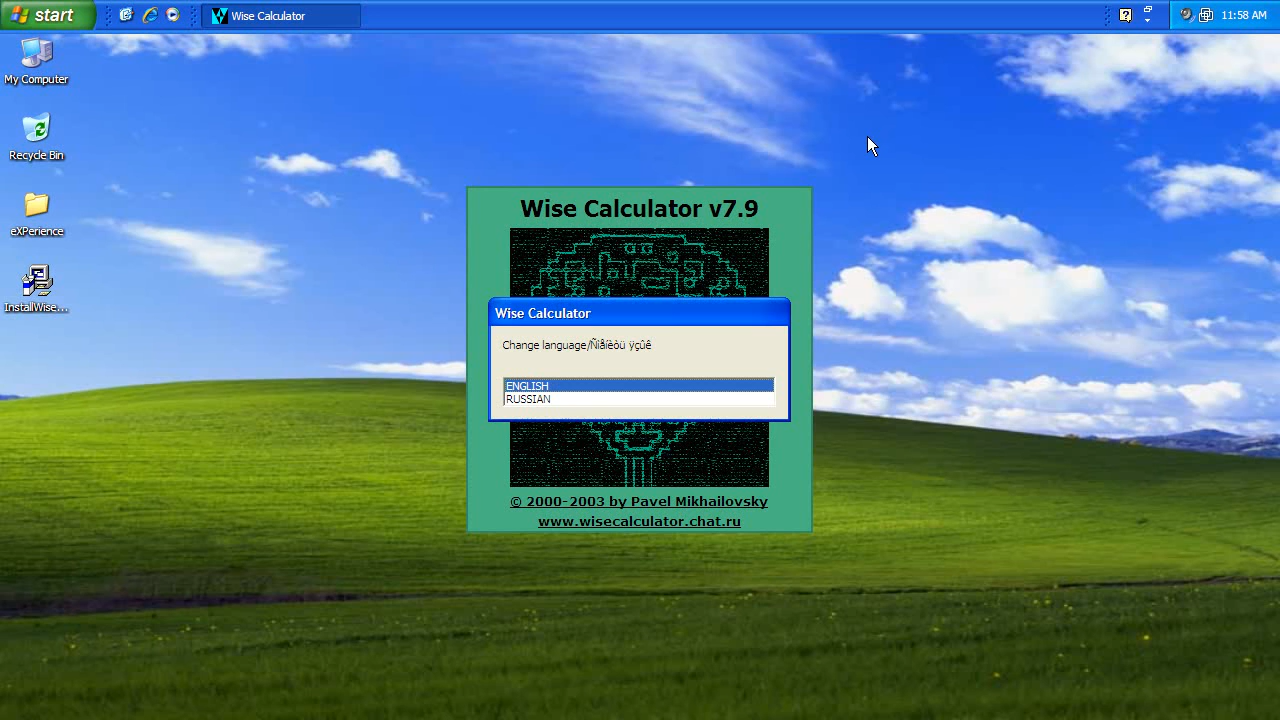 start
Wise Calculator
11:58 AM
My Computer
Recycle Bin
eXPerience
InstallWise...
Wise Calculator v7.9
Wise Calculator
Change language/Ñìåíèòü ÿçûê
ENGLISH
RUSSIAN
© 2000-2003 by Pavel Mikhailovsky
www.wisecalculator.chat.ru